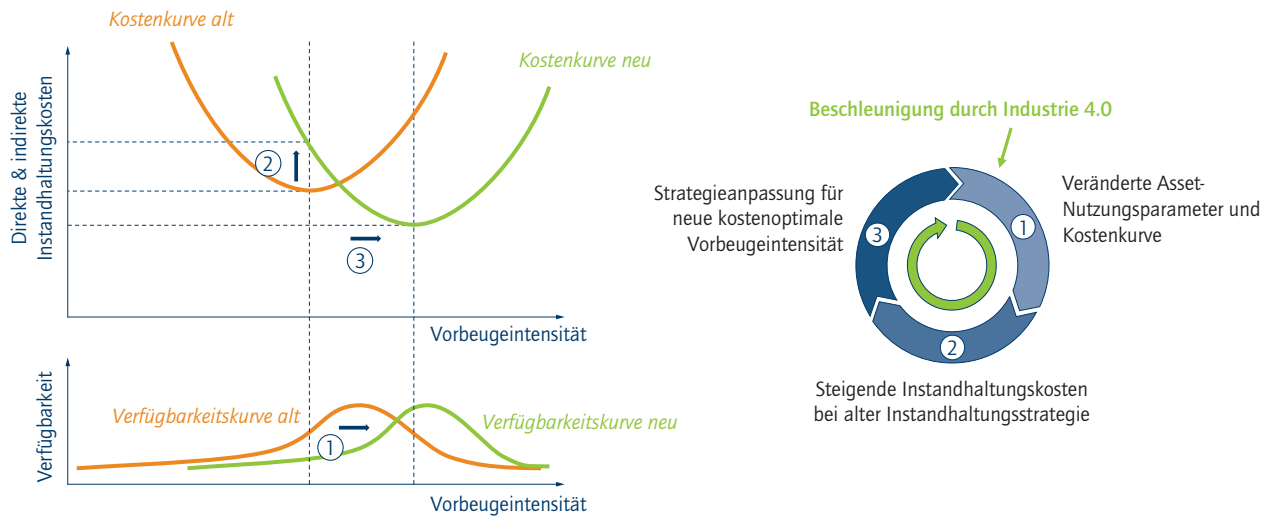 Kostenkurve alt
Kostenkurve neu
Direkte & indirekte
Instandhaltungskosten
2
3
Vorbeugeintensität
Verfügbarkeit
Verfügbarkeitskurve alt
Verfügbarkeitskurve neu
1
Vorbeugeintensität
Beschleunigung durch Industrie 4.0
Strategieanpassung für
neue kostenoptimale
Vorbeugeintensität
Veränderte Asset-
Nutzungsparameter und
Kostenkurve
1
3
2
Steigende Instandhaltungskosten
bei alter Instandhaltungsstrategie